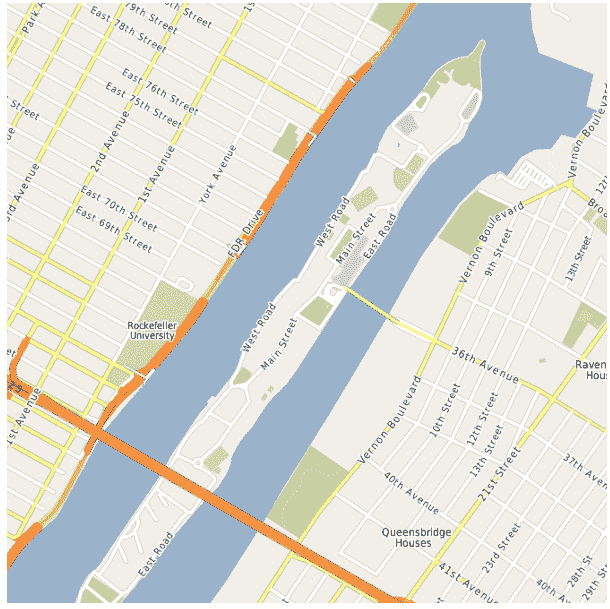 Park A
79th Street
East 78th Street
1s
East 76th Street
East 75th Street
Street
2nd Avenue
1st Avenue
York Avenue
3rd Avenue
East 70th Street
East 69th Street
FDR Drive
West Road
Main Street
East Road
Vernon Boulevard
12th
Bro
Vernon Boulevard
9th Street
13th Street
Rockefeller
University
West Road
Main Street
36th Avenue
Raven
Hous
1st Avenue
Vernon Boulevard
10th Street
12th Street
13th Street
21st Street
37th Avenue
40th Avenue
Queensbridge
Houses
23rd Street
28th St
29th St
41st Avenue
40th Aven
East Road